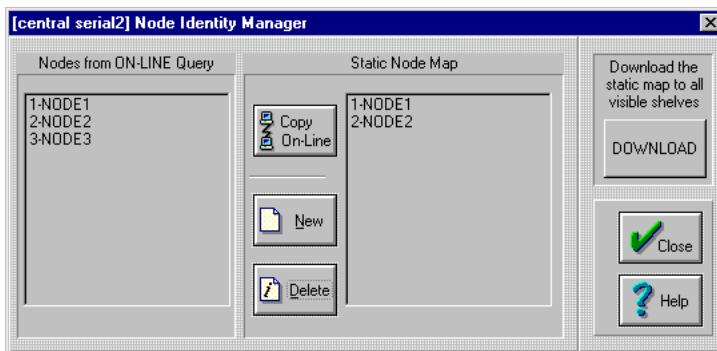 [central serial2] Node Identity Manager
Nodes from ON-LINE Query
1-NODE1
2-NODE2
3-NODE3
Static Node Map
Copy
On-Line
New
Delete
1-NODE1
2-NODE2
Download the
static map to all
visible shelves
DOWNLOAD
Close
Help